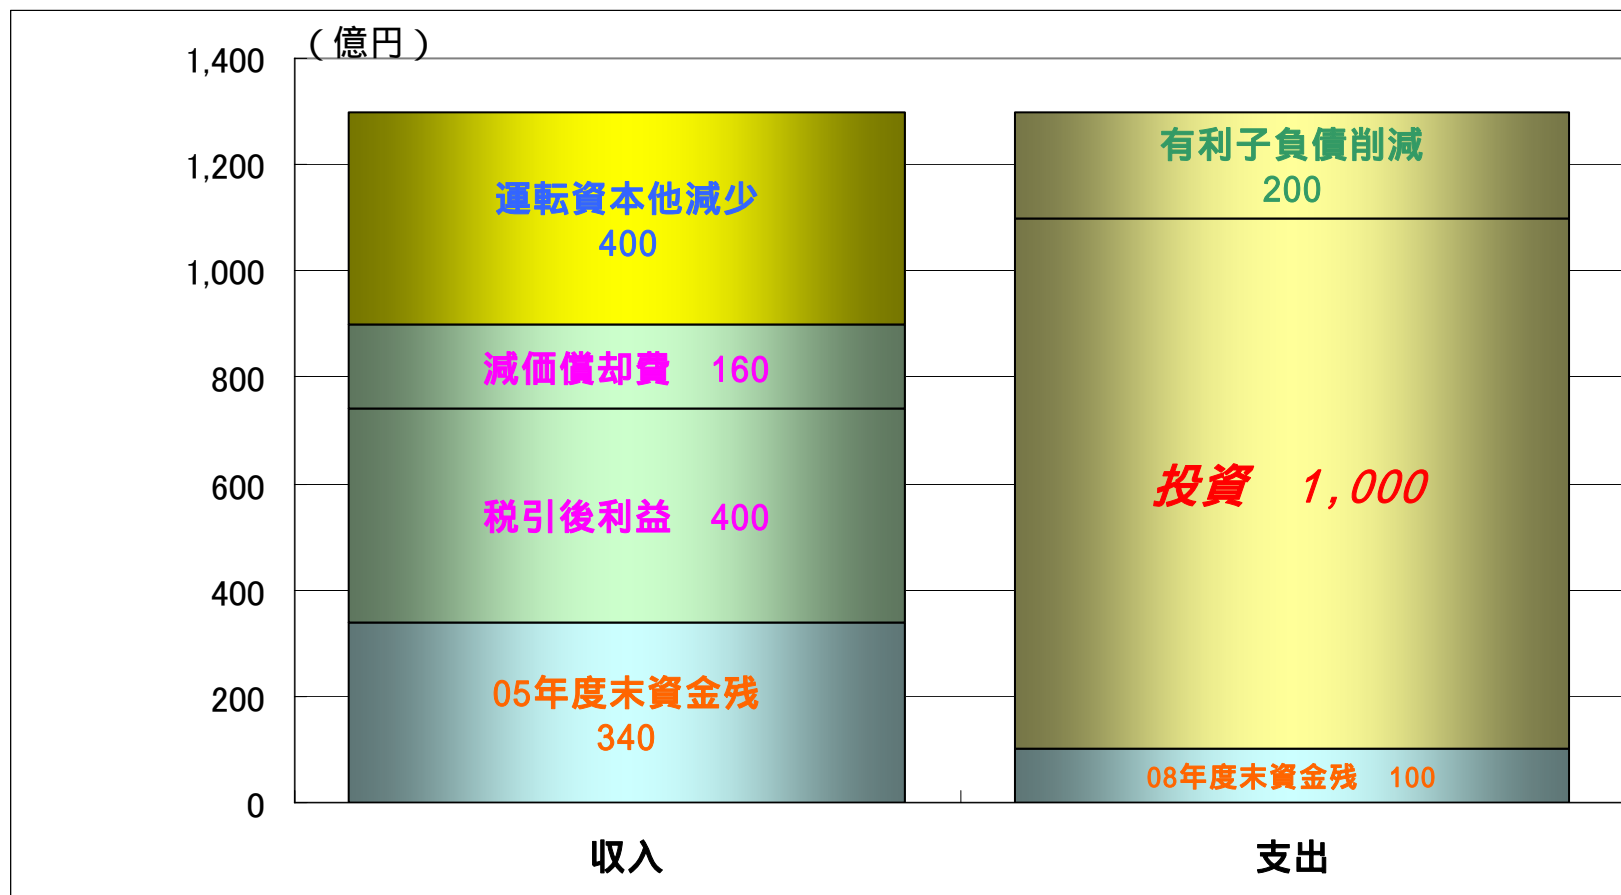 （億円）
1,400
1,200
1,000
800
600
400
200
0
運転資本他減少
400
減価償却費　160
税引後利益　400
05年度末資金残
340
有利子負債削減
200
投資　1,000
08年度末資金残　100
収入
支出